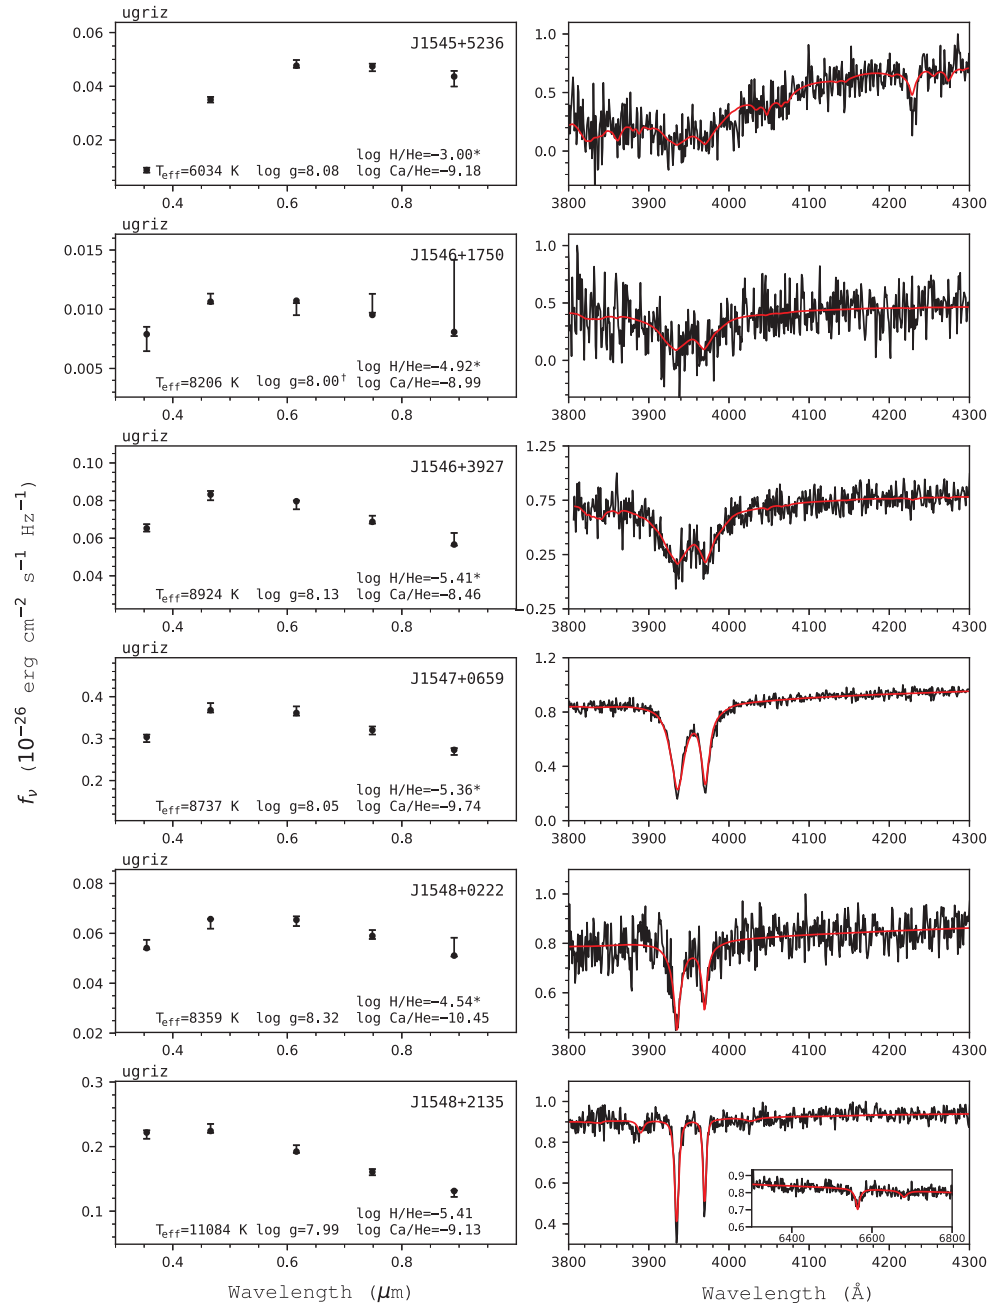 ugriz
J1545+5236
0.06
0.04
0.02
log H/He=−3.00*
T_eff=6034 K log g=8.08 log Ca/He=−9.18
0.4 0.6 0.8
1.0
0.5
0.0
3800 3900 4000 4100 4200 4300
ugriz
J1546+1750
0.015
0.010
0.005
log H/He=−4.92*
T_eff=8206 K log g=8.00† log Ca/He=−8.99
0.4 0.6 0.8
1.0
0.5
0.0
3800 3900 4000 4100 4200 4300
ugriz
J1546+3927
0.10
0.08
0.06
0.04
log H/He=−5.41*
T_eff=8924 K log g=8.13 log Ca/He=−8.46
0.4 0.6 0.8
1.25
0.75
0.25
−0.25
3800 3900 4000 4100 4200 4300
f_ν (10⁻²⁶ erg cm⁻² s⁻¹ Hz⁻¹)
ugriz
J1547+0659
0.4
0.3
0.2
log H/He=−5.36*
T_eff=8737 K log g=8.05 log Ca/He=−9.74
0.4 0.6 0.8
1.2
0.8
0.4
0.0
3800 3900 4000 4100 4200 4300
ugriz
J1548+0222
0.08
0.06
0.04
0.02
log H/He=−4.54*
T_eff=8359 K log g=8.32 log Ca/He=−10.45
0.4 0.6 0.8
1.0
0.8
0.6
3800 3900 4000 4100 4200 4300
ugriz
J1548+2135
0.3
0.2
0.1
log H/He=−5.41
T_eff=11084 K log g=7.99 log Ca/He=−9.13
0.4 0.6 0.8
1.0
0.8
0.6
0.4
0.9
0.8
0.7
0.6
6400 6600 6800
3800 3900 4000 4100 4200 4300
Wavelength (μm)
Wavelength (Å)